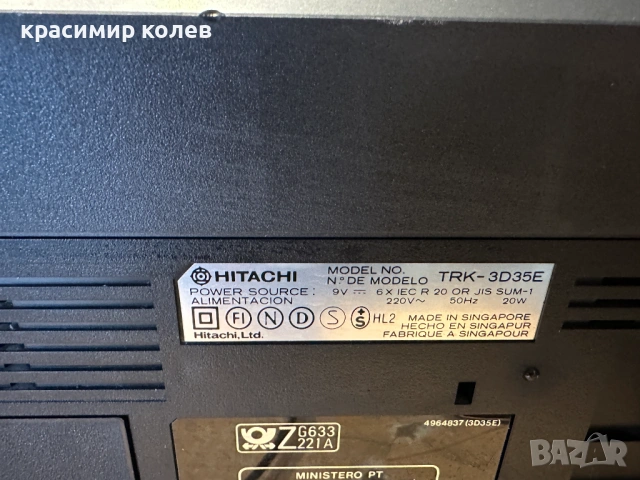 красимир колев
HITACHI
MODEL NO.
N.º DE MODELO TRK-3D35E
POWER SOURCE : 9V 6 X IEC R 20 OR JIS SUM-1
ALIMENTACION 220V~ 50Hz 20W
FI N D S S HL2
Hitachi, Ltd.
MADE IN SINGAPORE
HECHO EN SINGAPUR
FABRIQUE A SINGAPOUR
Z G633
221A
4964837 (3D35E)
MINISTERO PT
BAZAR